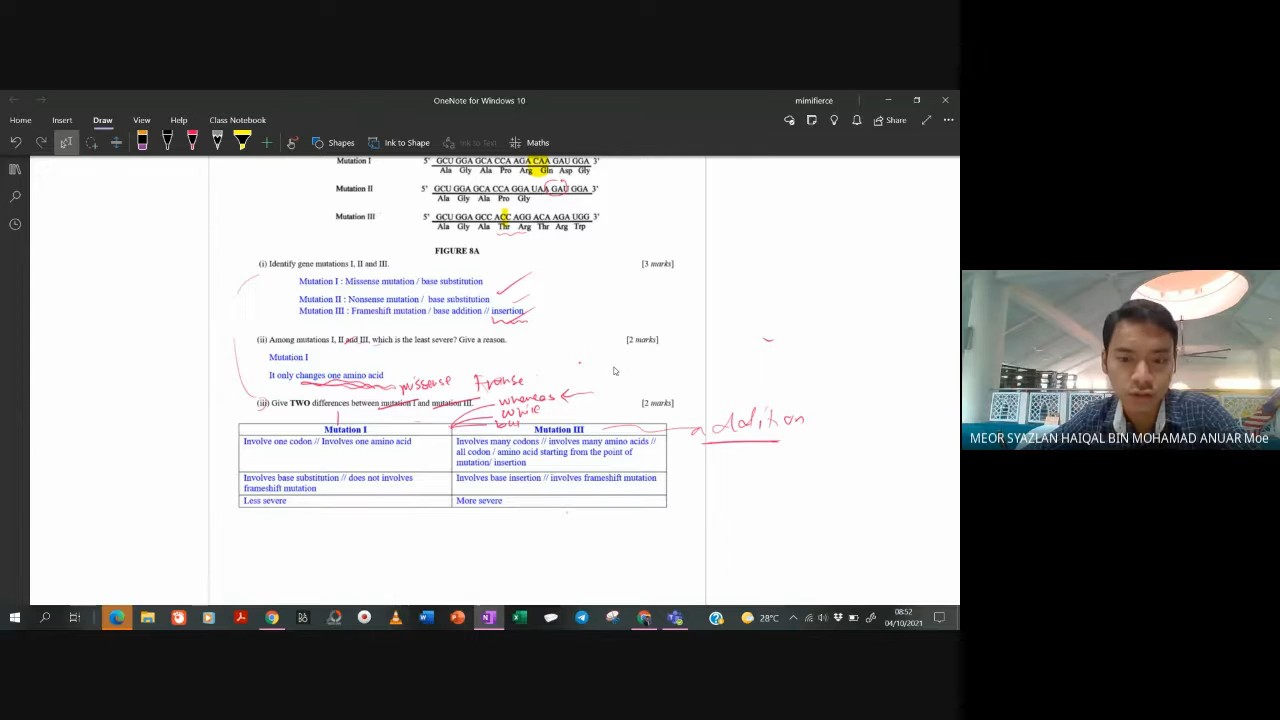 OneNote for Windows 10
mimifierce
Home Insert Draw View Help Class Notebook
Share
Shapes Ink to Shape Ink to Text Maths
Mutation I 5’ GCU GGA GCA CCA AGA CAA GAU GGA 3’
Ala Gly Ala Pro Arg Gln Asp Gly
Mutation II 5’ GCU GGA GCA CCA GGA UAA GAU GGA 3’
Ala Gly Ala Pro Gly
Mutation III 5’ GCU GGA GCC ACC AGG ACA AGA UGG 3’
Ala Gly Ala Thr Arg Thr Arg Trp
FIGURE 8A
(i) Identify gene mutations I, II and III. [3 marks]
Mutation I : Missense mutation / base substitution
Mutation II : Nonsense mutation / base substitution
Mutation III : Frameshift mutation / base addition // insertion
(ii) Among mutations I, II and III, which is the least severe? Give a reason. [2 marks]
Mutation I
It only changes one amino acid
missense
(iii) Give TWO differences between mutation I and mutation III. [2 marks]
whereas
while
but
addition
Mutation I Mutation III
Involve one codon // Involves one amino acid
Involves many codons // involves many amino acids //
all codon / amino acid starting from the point of
mutation/ insertion
Involves base substitution // does not involves
frameshift mutation
Involves base insertion // involves frameshift mutation
Less severe More severe
MEOR SYAZLAN HAIQAL BIN MOHAMAD ANUAR Moe
28°C
08:52
04/10/2021